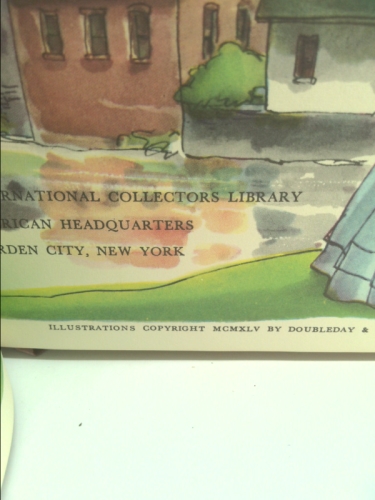 RNATIONAL COLLECTORS LIBRARY
RICAN HEADQUARTERS
RDEN CITY, NEW YORK
ILLUSTRATIONS COPYRIGHT MCMXLV BY DOUBLEDAY &